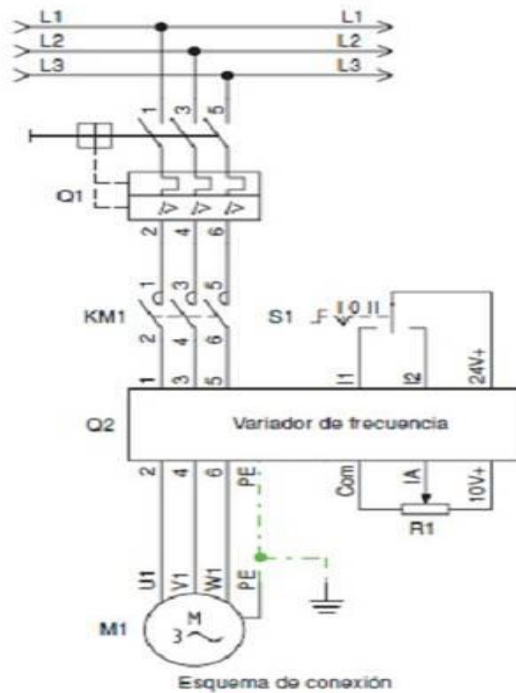 L1 L1
L2 L2
L3 L3
1 3 5
Q1
2 4 6
1 3 5
KM1
2 4 6
S1 I 0 II
1 3 5 I1 I2 24V+
Q2 Variador de frecuencia
2 4 6 PE Com IA 10V+
R1
U1 V1 W1 PE
M1 M
3
Esquema de conexión